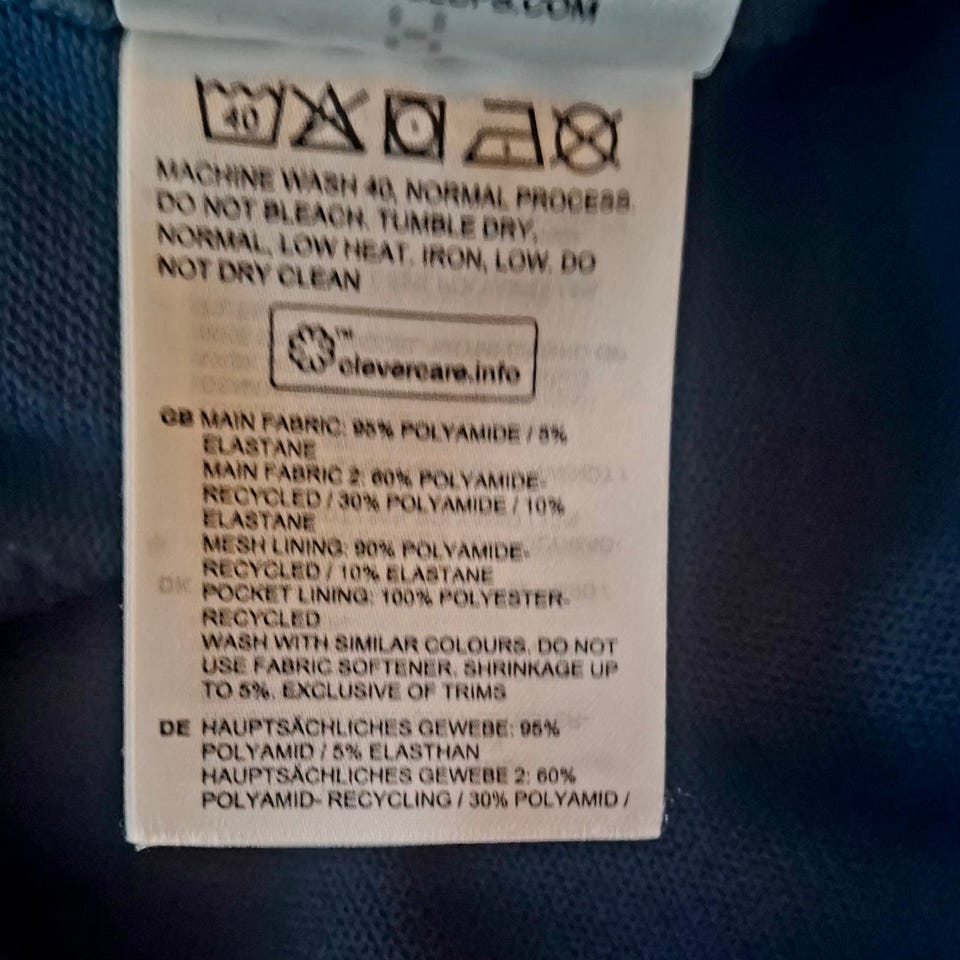 40
MACHINE WASH 40, NORMAL PROCESS.
DO NOT BLEACH. TUMBLE DRY,
NORMAL, LOW HEAT. IRON, LOW. DO
NOT DRY CLEAN
™
clevercare.info
GB MAIN FABRIC: 95% POLYAMIDE / 5%
ELASTANE
MAIN FABRIC 2: 60% POLYAMIDE-
RECYCLED / 30% POLYAMIDE / 10%
ELASTANE
MESH LINING: 90% POLYAMIDE-
RECYCLED / 10% ELASTANE
POCKET LINING: 100% POLYESTER-
RECYCLED
WASH WITH SIMILAR COLOURS. DO NOT
USE FABRIC SOFTENER. SHRINKAGE UP
TO 5%. EXCLUSIVE OF TRIMS
DE HAUPTSÄCHLICHES GEWEBE: 95%
POLYAMID / 5% ELASTHAN
HAUPTSÄCHLICHES GEWEBE 2: 60%
POLYAMID- RECYCLING / 30% POLYAMID /